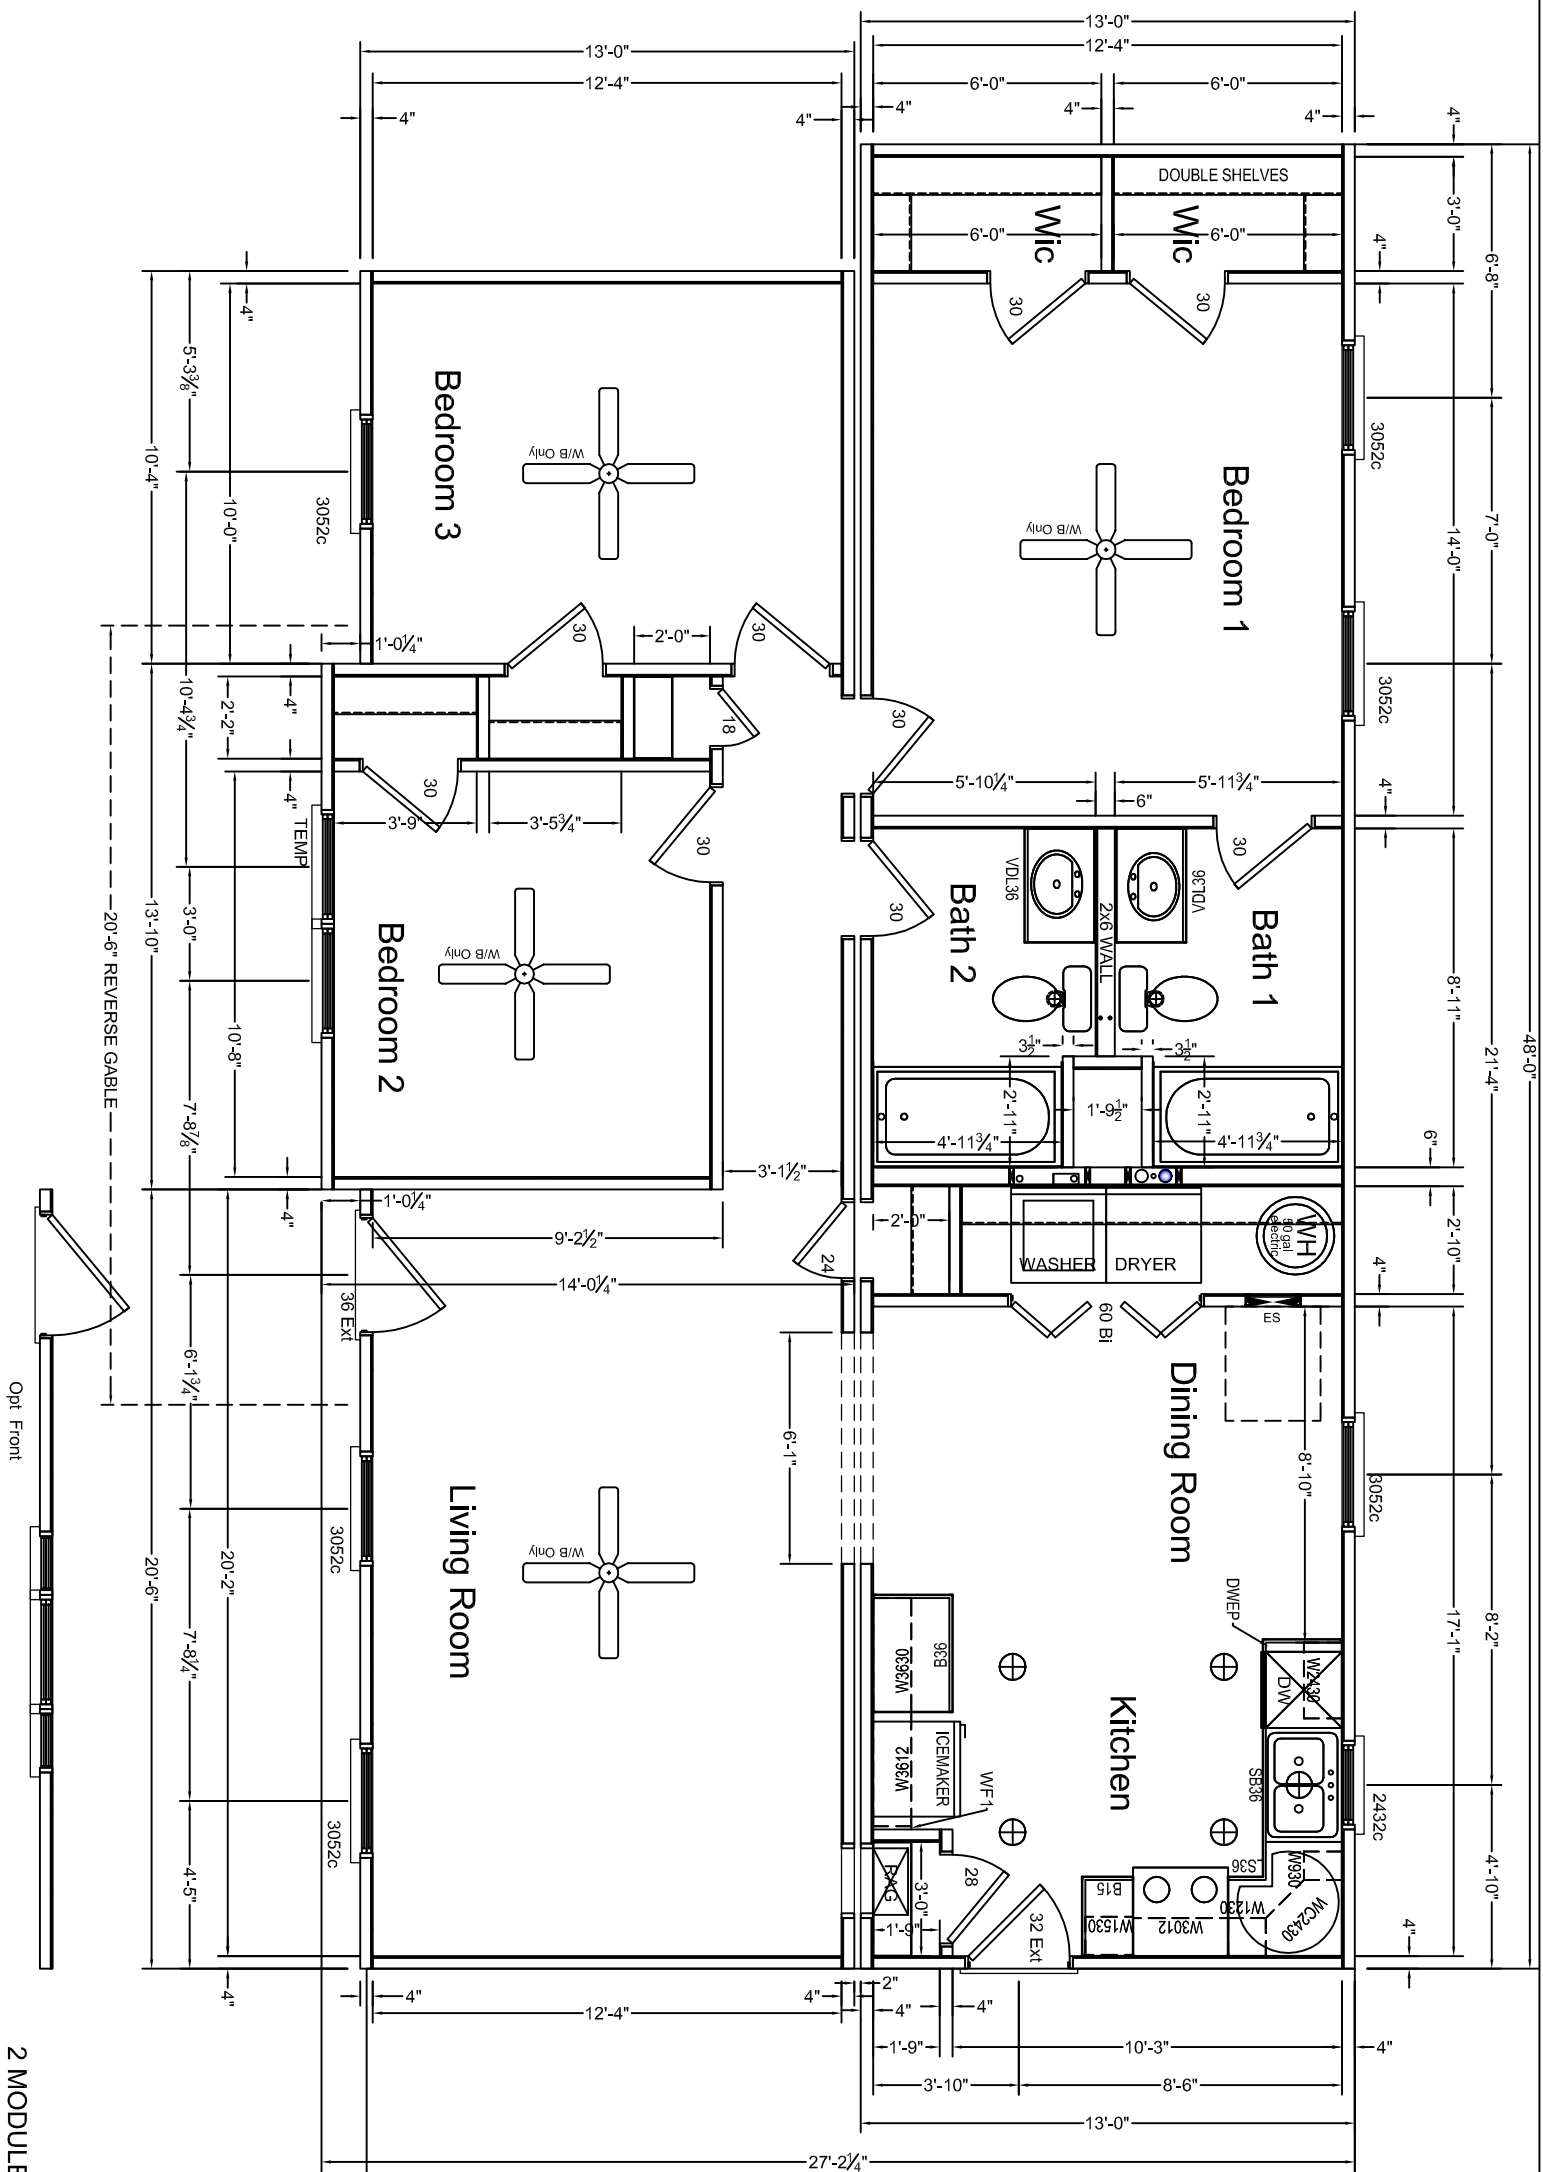 13'-0"
12'-4"
6'-0"
6'-0"
4"
4"
4"
13'-0"
12'-4"
4"
4"
48'-0"
6'-8"
7'-0"
21'-4"
8'-2"
4'-10"
4"
3'-0"
4"
14'-0"
4"
8'-11"
6"
2'-10"
4"
17'-1"
4"
3052c
3052c
3052c
2432c
DOUBLE SHELVES
Wic
Wic
6'-0"
6'-0"
30
30
Bedroom 1
W/B Only
30
5'-10¼"
6"
5'-11¾"
30
30
Bath 1
Bath 2
VDL36
VDL36
2x6 WALL
3½"
3½"
2'-11"
2'-11"
1'-9½"
4'-11¾"
4'-11¾"
WH
50gal
electric
WASHER
DRYER
2'-0"
60 Bi
ES
Dining Room
8'-10"
DWEP
W2430
DW
SB36
Kitchen
B36
W3630
ICEMAKER
W3612
WF1
RAG
3'-0"
1'-9"
28
32 Ext
LS36
W930
WC2430
W1230
B15
W1530
W3012
Bedroom 3
W/B Only
3052c
30
30
2'-0"
18
30
30
3'-9"
3'-5¾"
TEMP
Bedroom 2
W/B Only
3'-1½"
24
9'-2½"
14'-0¼"
36 Ext
6'-1"
Living Room
W/B Only
3052c
3052c
1'-0¼"
1'-0¼"
4"
10'-0"
4"
2'-2"
4"
10'-8"
4"
20'-2"
4"
5'-3⅜"
10'-4¾"
3'-0"
7'-8⅞"
6'-1¾"
7'-8¼"
4'-5"
10'-4"
13'-10"
20'-6"
20'-6" REVERSE GABLE
Opt Front
4"
12'-4"
4"
2"
4"
4"
1'-9"
10'-3"
4"
3'-10"
8'-6"
13'-0"
27'-2¼"
2 MODULE